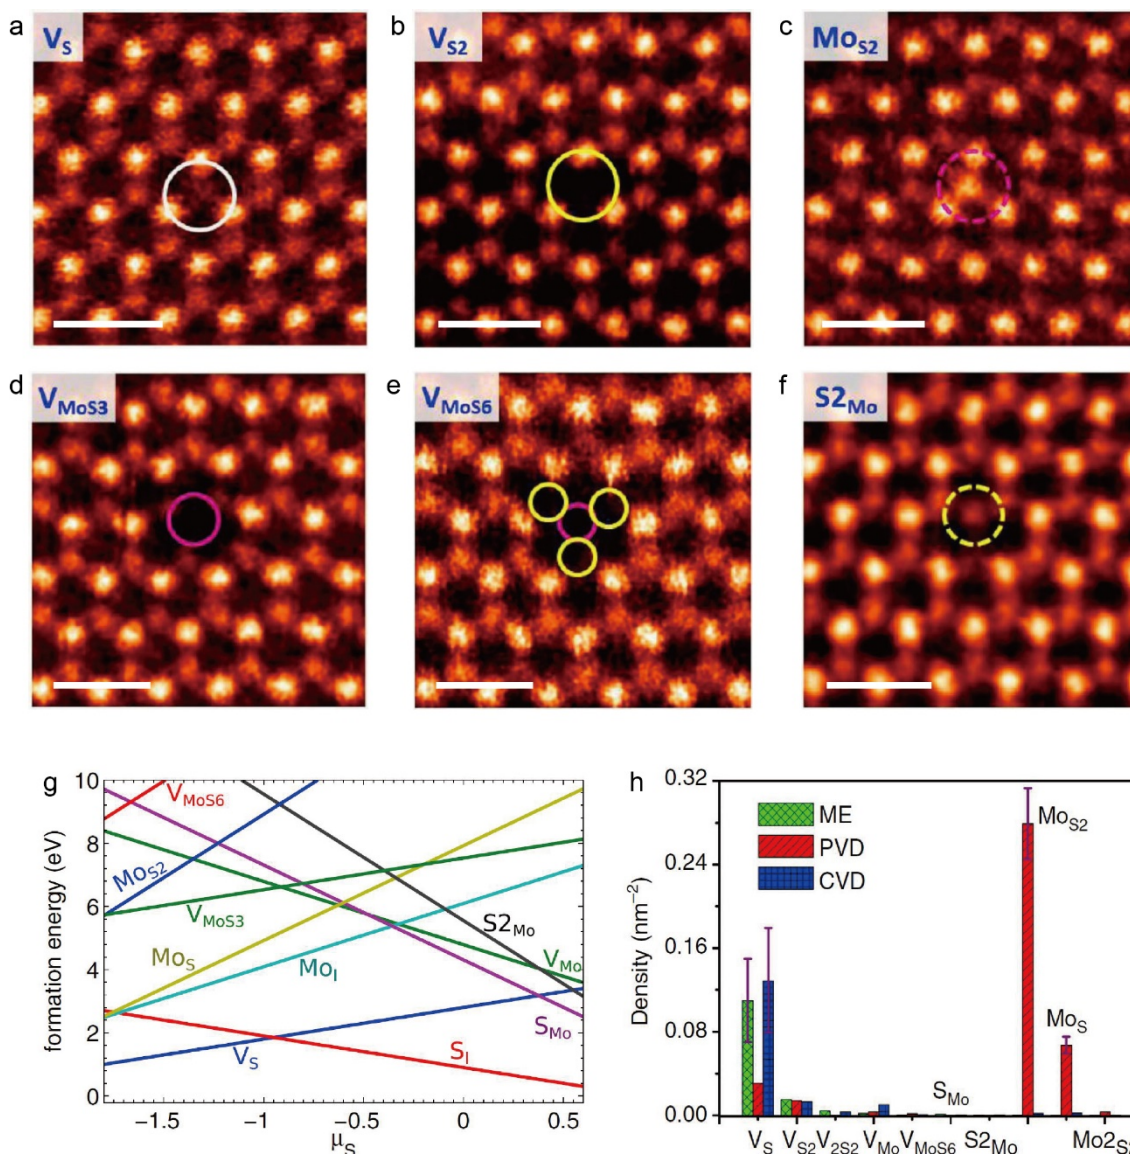 a V_S
b V_S2
c Mo_S2
d V_MoS3
e V_MoS6
f S2_Mo
g
10
8
6
4
2
0
formation energy (eV)
V_MoS6
Mo_S2
V_MoS3
S2_Mo
Mo_S
Mo_I
V_Mo
S_Mo
V_S
S_I
−1.5 −1 −0.5 0 0.5
μ_S
h
0.32
0.24
0.16
0.08
0.00
Density (nm⁻²)
ME
PVD
CVD
Mo_S2
Mo_S
S_Mo
V_S V_S2 V_2S2 V_Mo V_MoS6 S2_Mo Mo2_S2